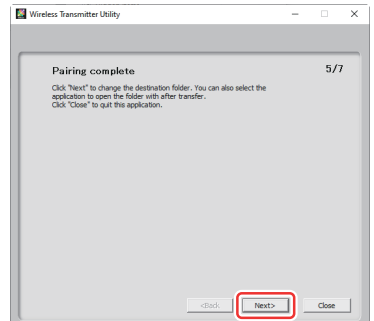 Wireless Transmitter Utility
Pairing complete 5/7
Click "Next" to change the destination folder. You can also select the
application to open the folder with after transfer.
Click "Close" to quit this application.
<Back Next> Close